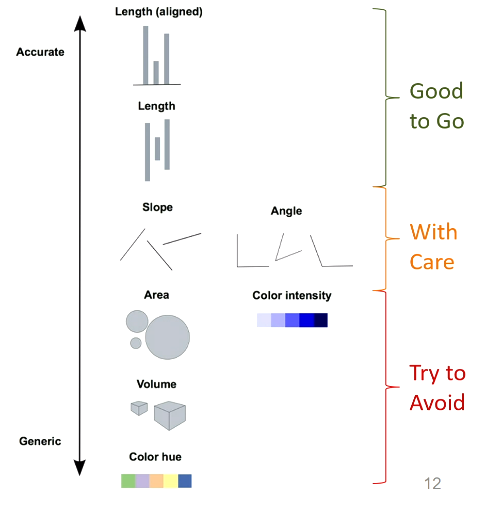 Length (aligned)
Accurate
Good
to Go
Length
Slope
Angle
With
Care
Area
Color intensity
Try to
Avoid
Volume
Generic
Color hue
12